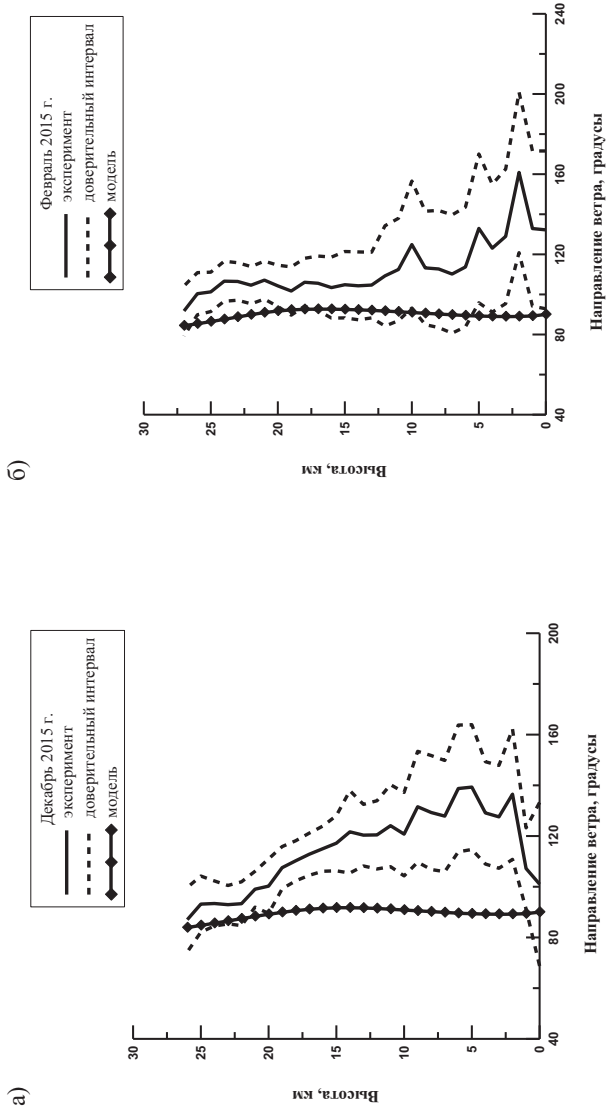 а)
Декабрь 2015 г.
эксперимент
доверительный интервал
модель
Высота, км
30
25
20
15
10
5
0
40
80
120
160
200
Направление ветра, градусы
б)
Февраль 2015 г.
эксперимент
доверительный интервал
модель
Высота, км
30
25
20
15
10
5
0
40
80
120
160
200
240
Направление ветра, градусы